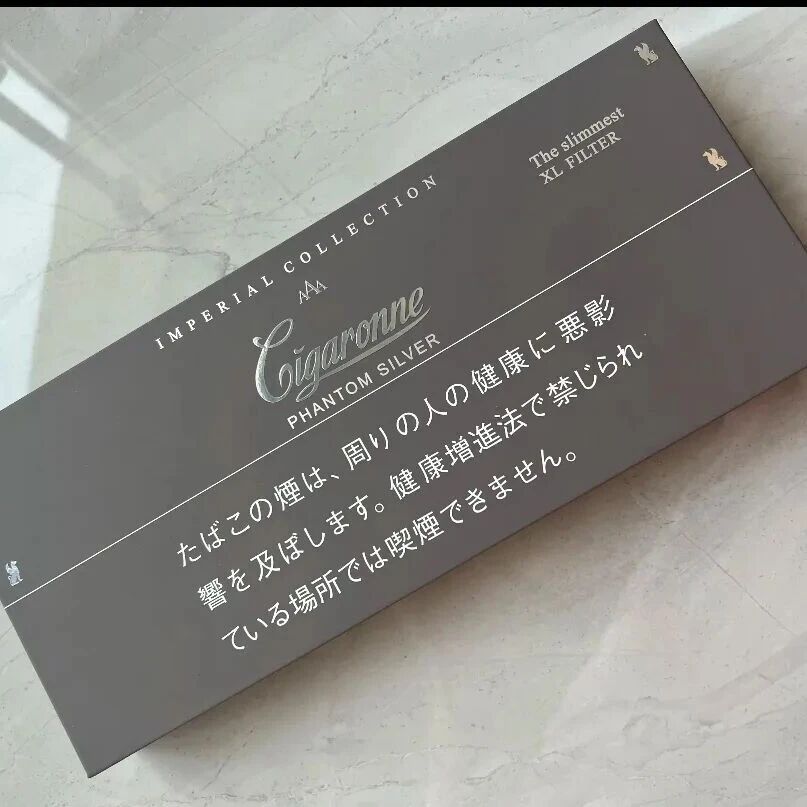 The slimmest
XL FILTER
IMPERIAL COLLECTION
Cigaronne
PHANTOM SILVER
たばこの煙は、周りの人の健康に悪影
響を及ぼします。健康増進法で禁じられ
ている場所では喫煙できません。